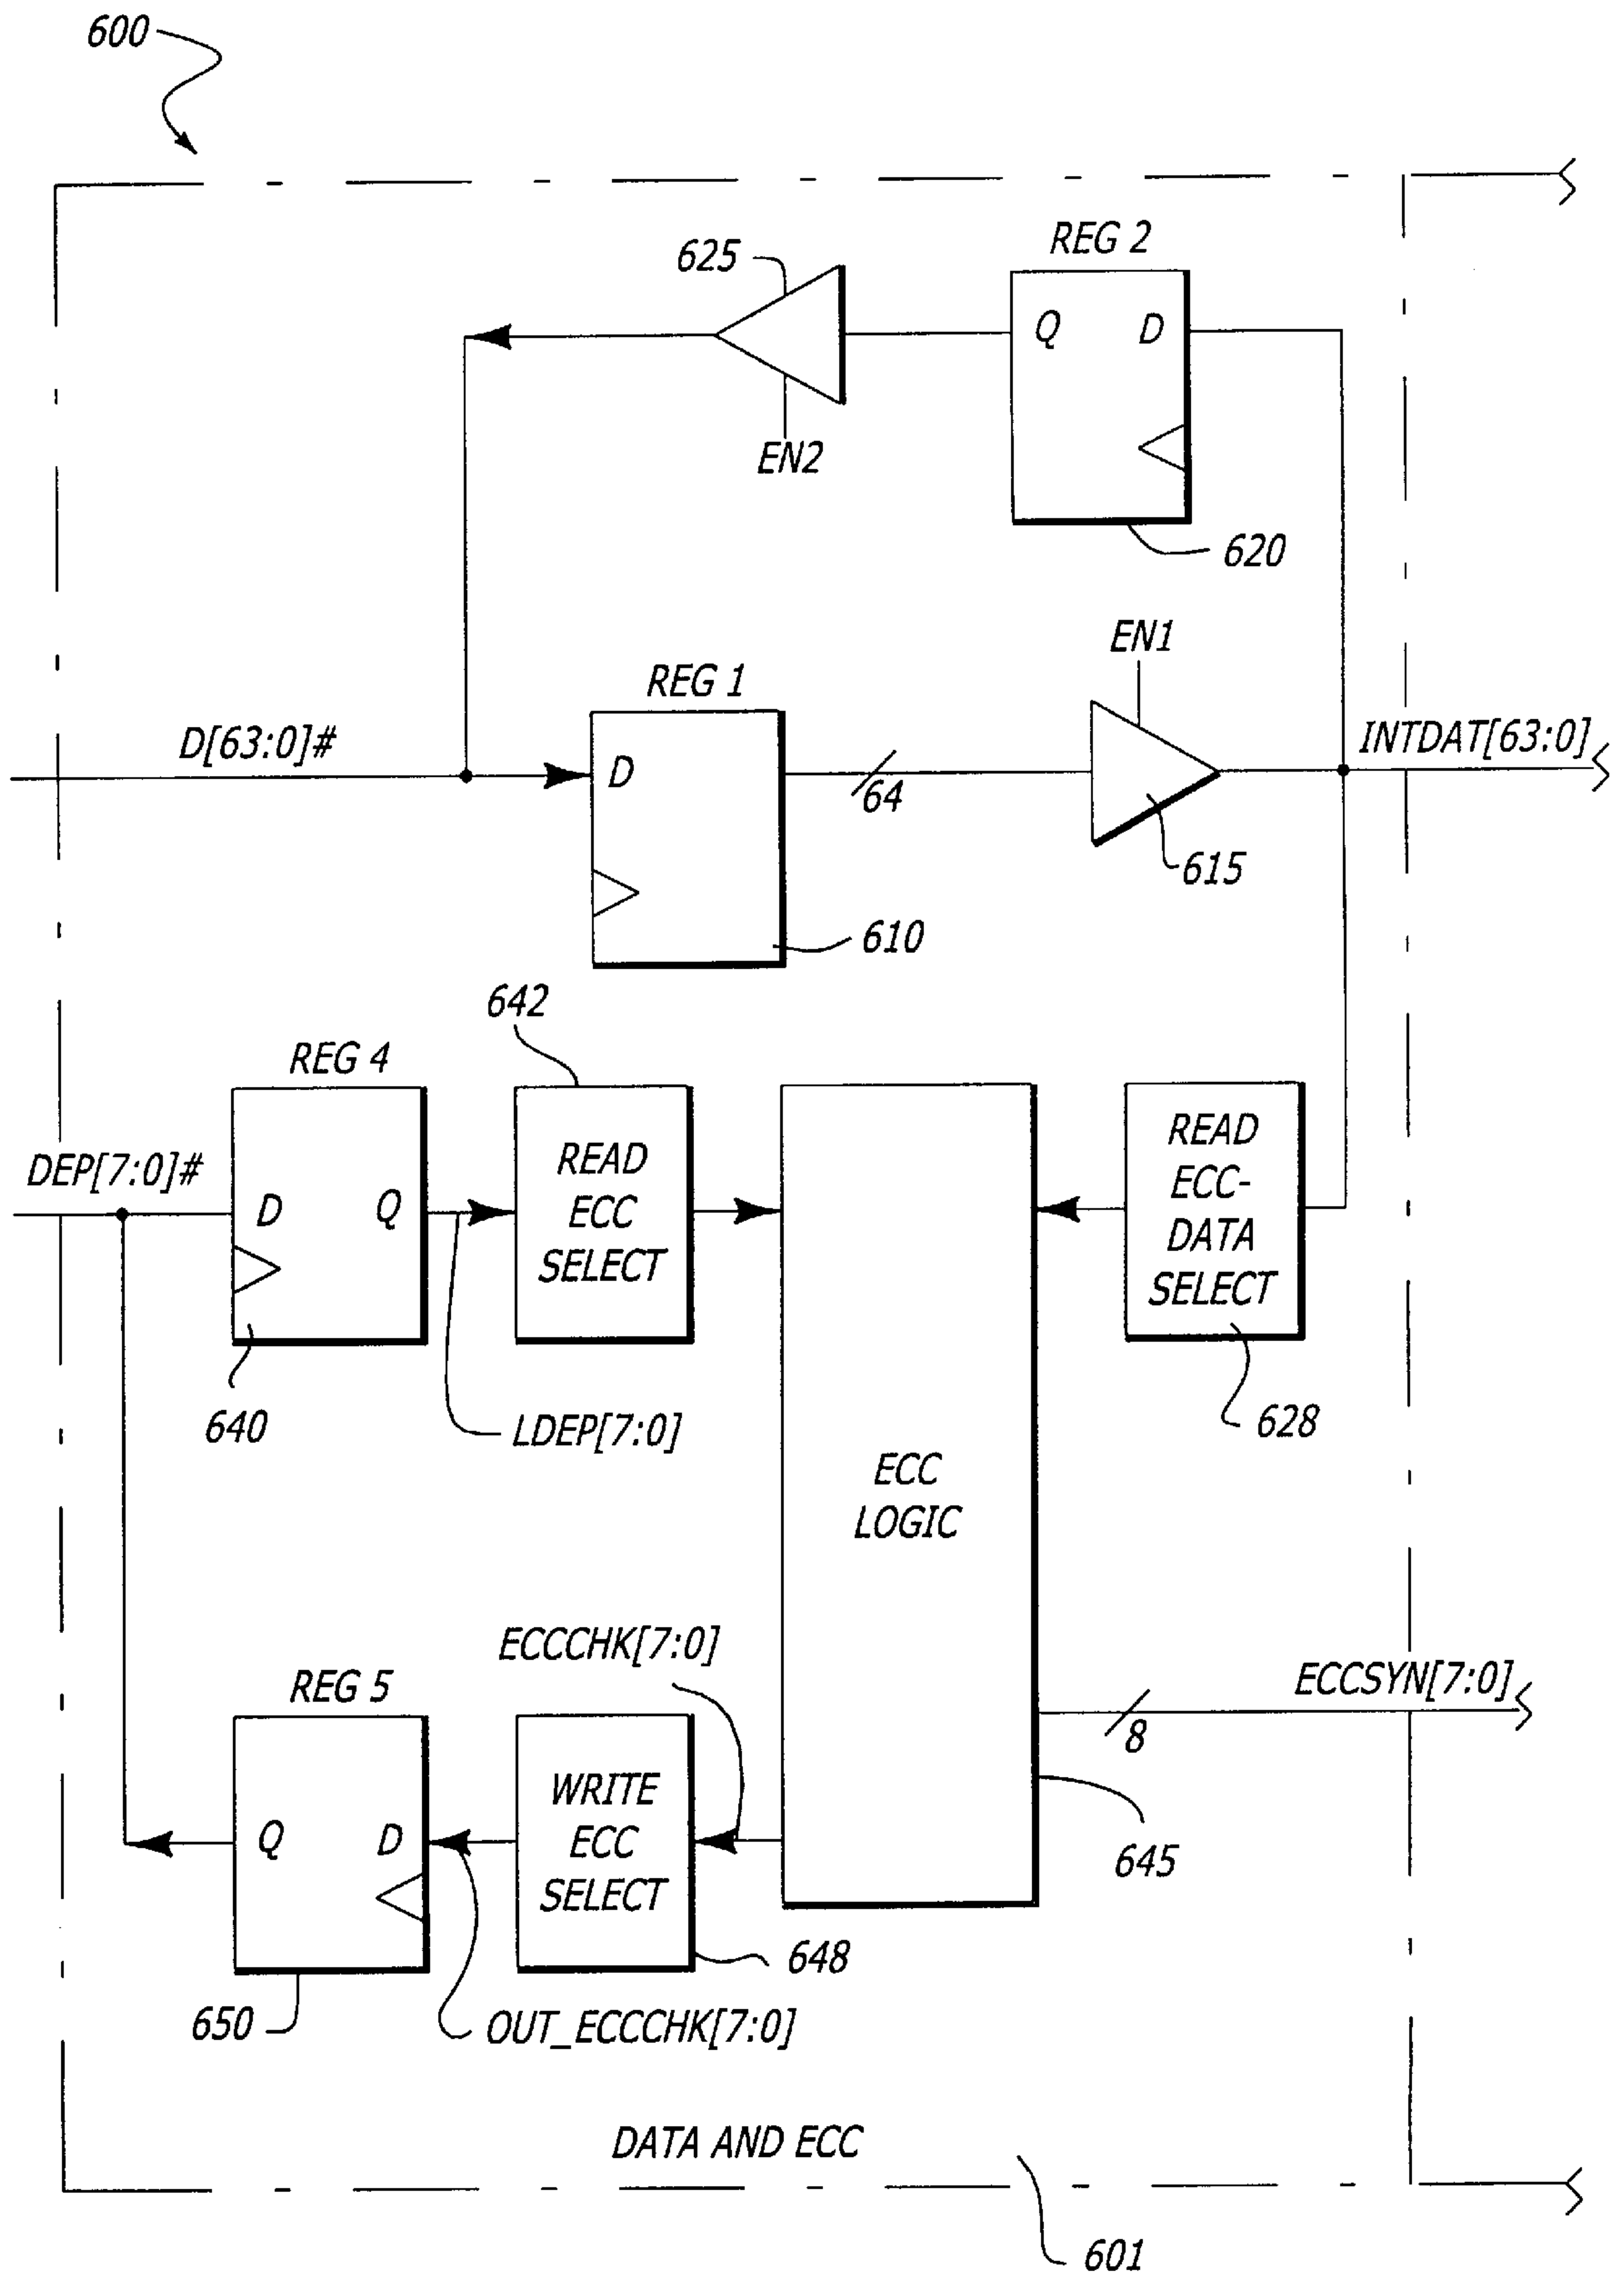 600
625
REG 2
Q D
EN2
620
EN1
REG 1
D[63:0]#
D
64
INTDAT[63:0]
615
610
642
REG 4
DEP[7:0]#
D Q
READ
ECC
SELECT
READ
ECC-
DATA
SELECT
640
LDEP[7:0]
628
ECC
LOGIC
ECCCHK[7:0]
ECCSYN[7:0]
8
REG 5
Q D
WRITE
ECC
SELECT
645
648
650
OUT_ECCCHK[7:0]
DATA AND ECC
601